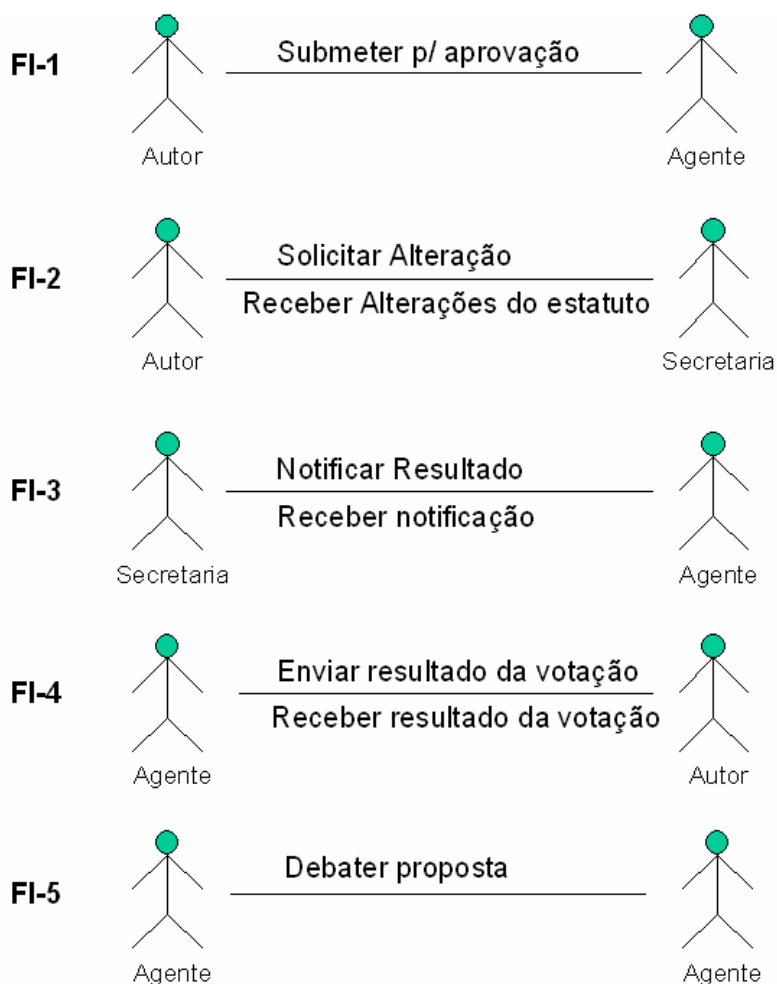 FI-1
Submeter p/ aprovação
Autor
Agente
FI-2
Solicitar Alteração
Receber Alterações do estatuto
Autor
Secretaria
FI-3
Notificar Resultado
Receber notificação
Secretaria
Agente
FI-4
Enviar resultado da votação
Receber resultado da votação
Agente
Autor
FI-5
Debater proposta
Agente
Agente